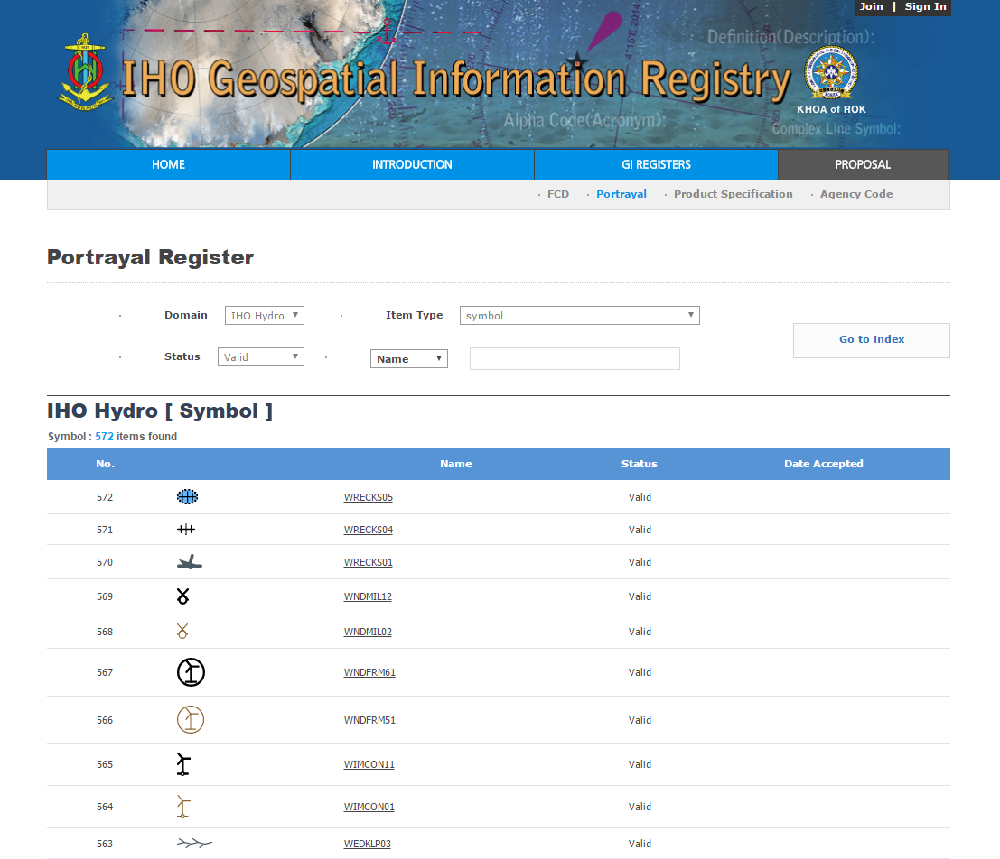 Join | Sign In
Definition(Description):
4°15'E 2014
IHO Geospatial Information Registry
KHOA of ROK
Alpha Code(Acronym):
Complex Line Symbol:
HOME INTRODUCTION GI REGISTERS PROPOSAL
· FCD · Portrayal · Product Specification · Agency Code
Portrayal Register
· Domain IHO Hydro ▼ · Item Type symbol ▼
Go to index
· Status Valid ▼ · Name ▼
IHO Hydro [ Symbol ]
Symbol : 572 items found
No. Name Status Date Accepted
572 WRECKS05 Valid
571 WRECKS04 Valid
570 WRECKS01 Valid
569 WNDMIL12 Valid
568 WNDMIL02 Valid
567 WNDFRM61 Valid
566 WNDFRM51 Valid
565 WIMCON11 Valid
564 WIMCON01 Valid
563 WEDKLP03 Valid